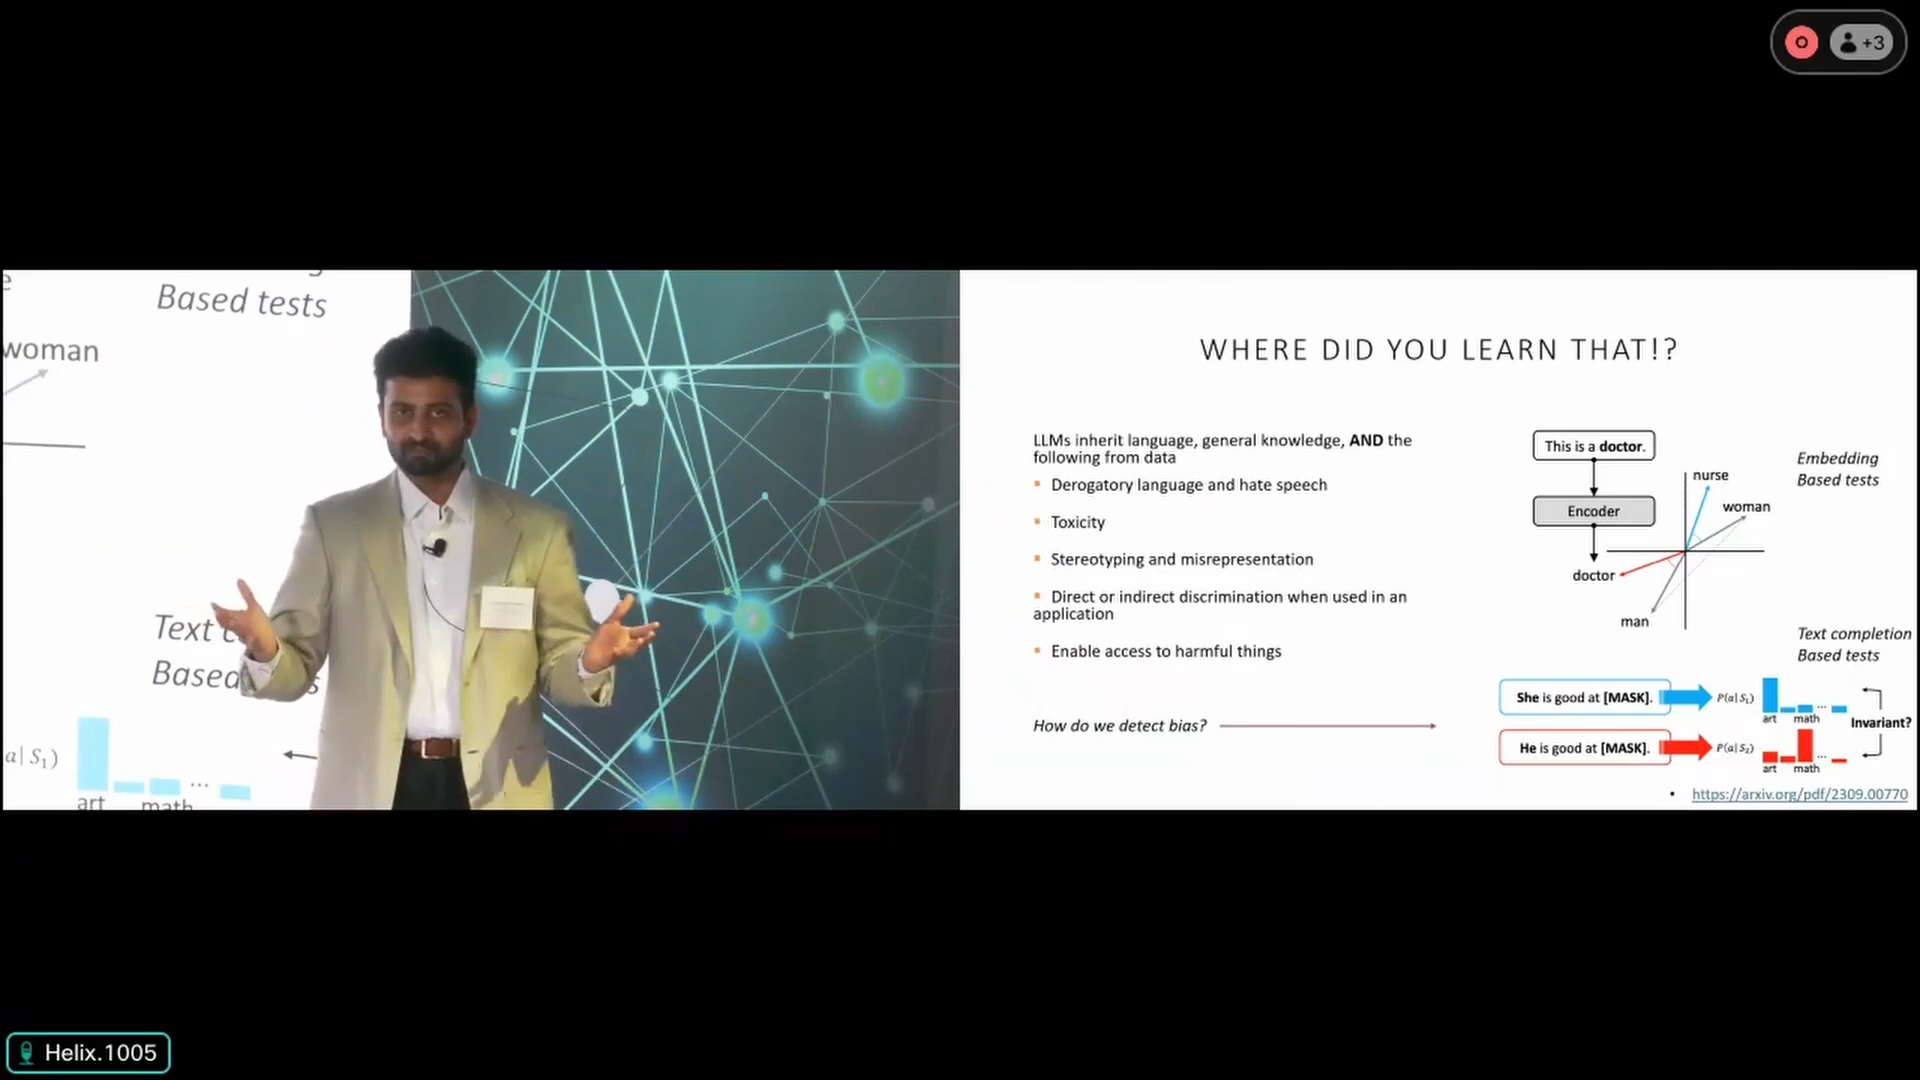 +3
Based tests
woman
Text
Based
a| S₁)
...
art
math
WHERE DID YOU LEARN THAT!?
LLMs inherit language, general knowledge, AND the
following from data
▪ Derogatory language and hate speech
▪ Toxicity
▪ Stereotyping and misrepresentation
▪ Direct or indirect discrimination when used in an
application
▪ Enable access to harmful things
How do we detect bias?
This is a doctor.
Encoder
doctor
nurse
woman
man
Embedding
Based tests
Text completion
Based tests
She is good at [MASK].
P(a| S₁)
art math ...
Invariant?
He is good at [MASK].
P(a| S₂)
art math ...
• https://arxiv.org/pdf/2309.00770
Helix.1005